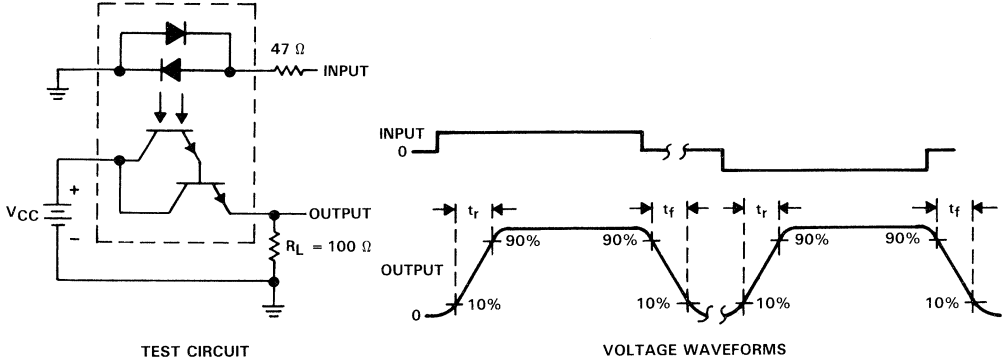 47 Ω
INPUT
VCC
+
−
OUTPUT
RL = 100 Ω
TEST CIRCUIT
INPUT
0
tr
tf
tr
tf
90%
90%
90%
90%
OUTPUT
10%
10%
10%
10%
0
VOLTAGE WAVEFORMS